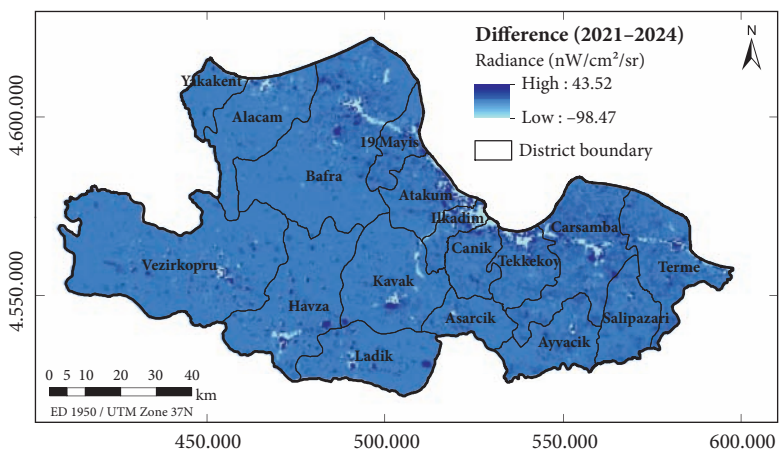 Difference (2021–2024)
Radiance (nW/cm²/sr)
High : 43.52
Low : –98.47
District boundary
N
Yakakent
Alacam
19 Mayis
Bafra
Atakum
Ilkadim
Carsamba
Canik
Tekkekoy
Terme
Vezirkopru
Kavak
Havza
Asarcik
Salipazari
Ladik
Ayvacik
0 5 10 20 30 40
km
ED 1950 / UTM Zone 37N
4.600.000
4.550.000
450.000 500.000 550.000 600.000